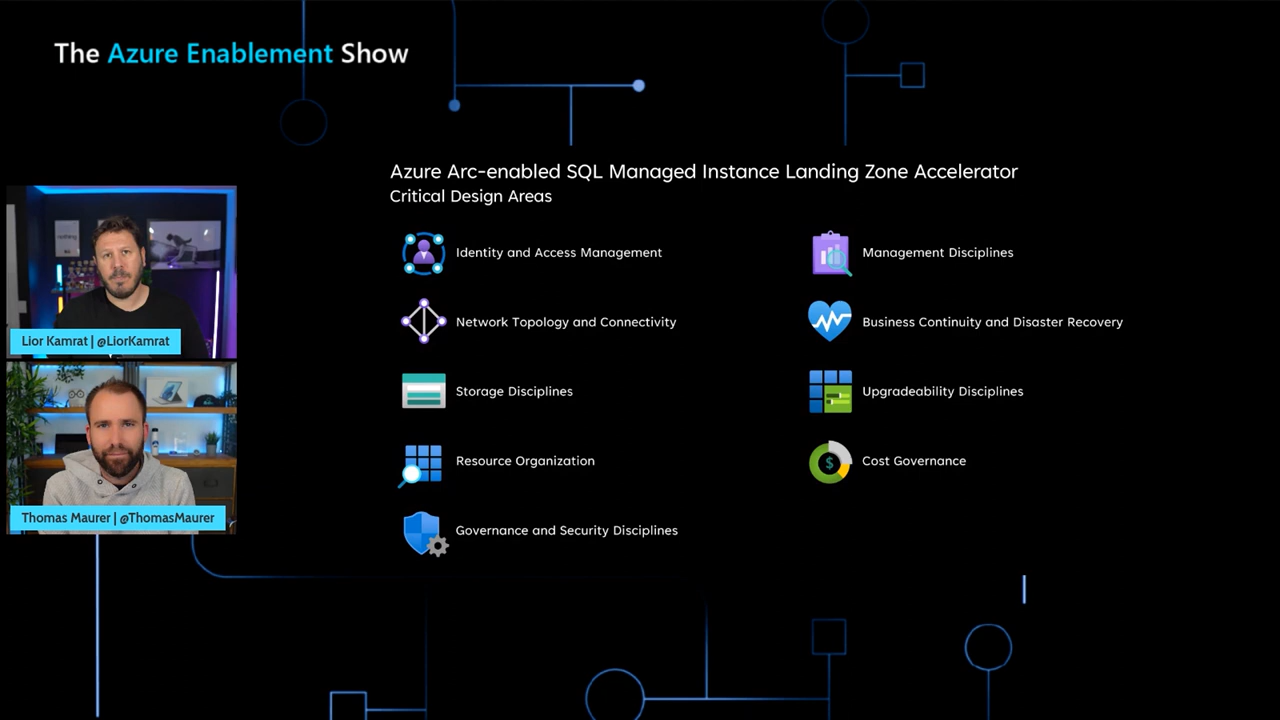 The Azure Enablement Show
Azure Arc-enabled SQL Managed Instance Landing Zone Accelerator
Critical Design Areas
Identity and Access Management
Network Topology and Connectivity
Storage Disciplines
Resource Organization
Governance and Security Disciplines
Management Disciplines
Business Continuity and Disaster Recovery
Upgradeability Disciplines
$
Cost Governance
Lior Kamrat | @LiorKamrat
Thomas Maurer | @ThomasMaurer